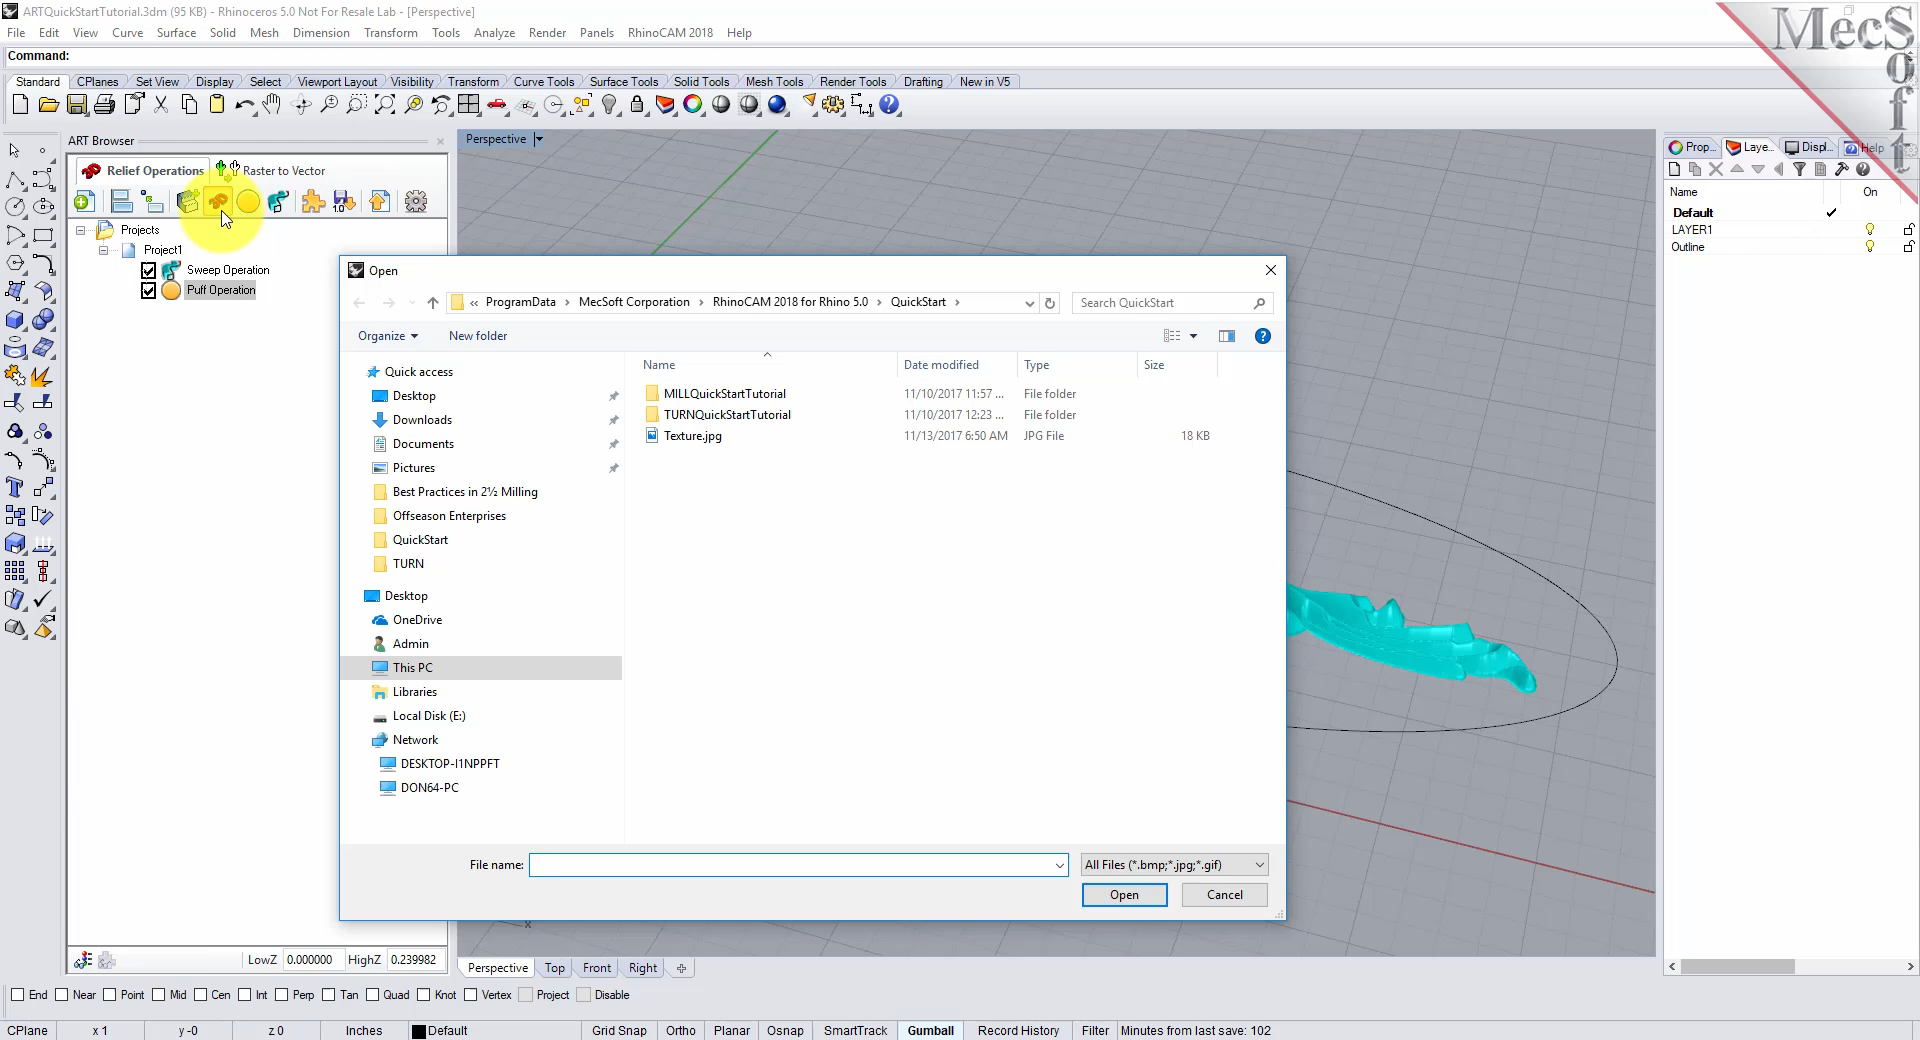 ARTQuickStartTutorial.3dm (95 KB) - Rhinoceros 5.0 Not For Resale Lab - [Perspective]
File Edit View Curve Surface Solid Mesh Dimension Transform Tools Analyze Render Panels RhinoCAM 2018 Help
Command:
Standard CPlanes Set View Display Select Viewport Layout Visibility Transform Curve Tools Surface Tools Solid Tools Mesh Tools Render Tools Drafting New in V5
MecSoft
ART Browser
Relief Operations Raster to Vector
1.0
Projects
Project1
Sweep Operation
Puff Operation
LowZ 0.000000 HighZ 0.239982
Perspective
Open
« ProgramData › MecSoft Corporation › RhinoCAM 2018 for Rhino 5.0 › QuickStart ›
Search QuickStart
Organize New folder
Quick access
Desktop
Downloads
Documents
Pictures
Best Practices in 2½ Milling
Offseason Enterprises
QuickStart
TURN
Desktop
OneDrive
Admin
This PC
Libraries
Local Disk (E:)
Network
DESKTOP-I1NPPFT
DON64-PC
Name Date modified Type Size
MILLQuickStartTutorial 11/10/2017 11:57 ... File folder
TURNQuickStartTutorial 11/10/2017 12:23 ... File folder
Texture.jpg 11/13/2017 6:50 AM JPG File 18 KB
File name: All Files (*.bmp;*.jpg;*.gif)
Open Cancel
x
Prop... Laye... Displ... Help
Name On
Default
LAYER1
Outline
Perspective Top Front Right
End Near Point Mid Cen Int Perp Tan Quad Knot Vertex Project Disable
CPlane x 1 y -0 z 0 Inches Default Grid Snap Ortho Planar Osnap SmartTrack Gumball Record History Filter Minutes from last save: 102